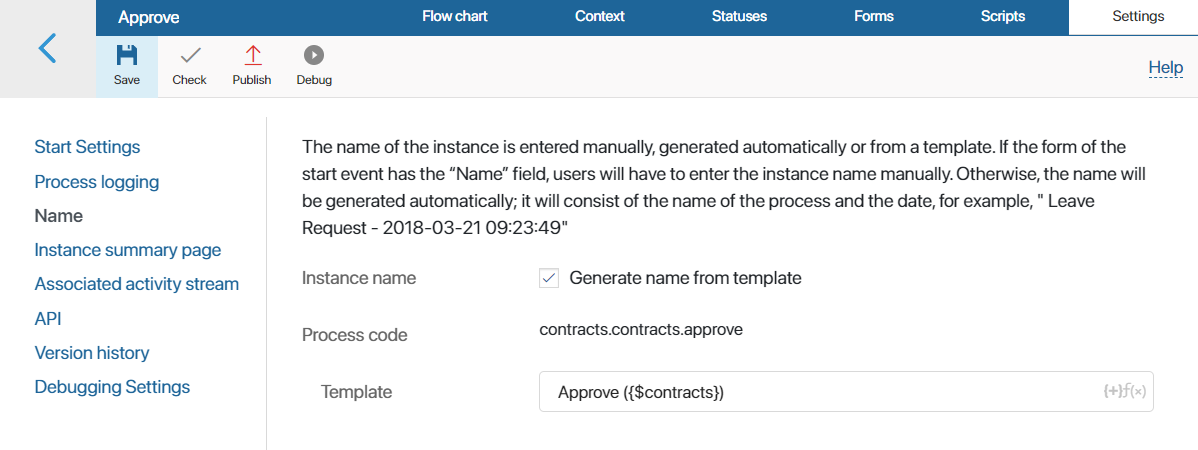 Approve
Flow chart
Context
Statuses
Forms
Scripts
Settings
Save
Check
Publish
Debug
Help
Start Settings
Process logging
Name
Instance summary page
Associated activity stream
API
Version history
Debugging Settings
The name of the instance is entered manually, generated automatically or from a template. If the form of the
start event has the “Name” field, users will have to enter the instance name manually. Otherwise, the name will
be generated automatically; it will consist of the name of the process and the date, for example, " Leave
Request - 2018-03-21 09:23:49"
Instance name
Generate name from template
Process code
contracts.contracts.approve
Template
Approve ({$contracts})
{+}ƒ(×)